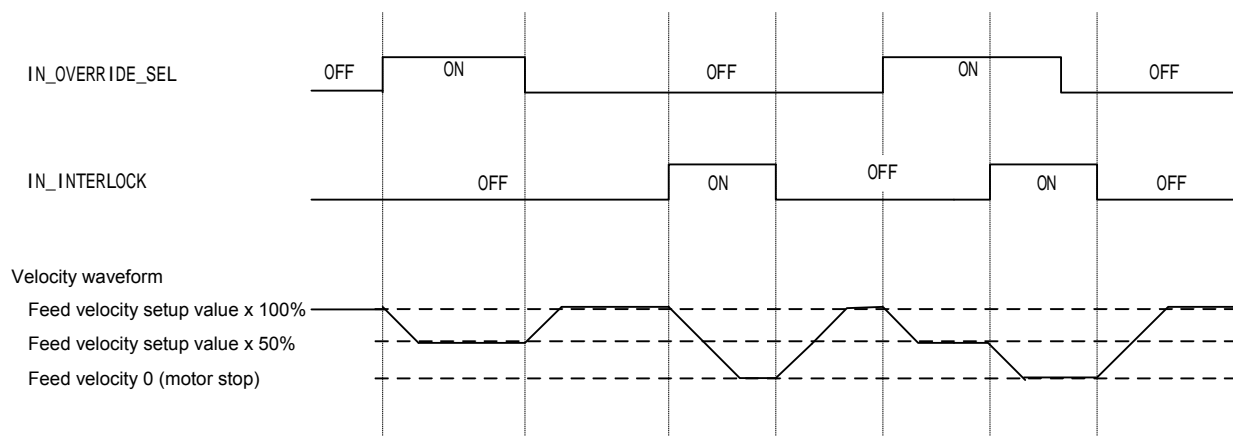 IN_OVERRIDE_SEL OFF ON OFF ON OFF
IN_INTERLOCK OFF ON OFF ON OFF
Velocity waveform
Feed velocity setup value x 100%
Feed velocity setup value x 50%
Feed velocity 0 (motor stop)